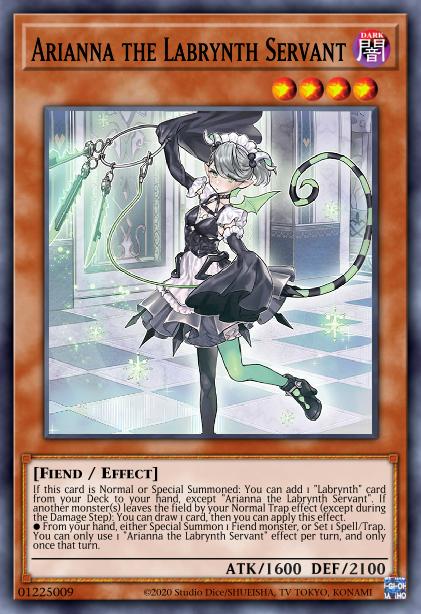 Arianna the Labrynth Servant
DARK
闇
[Fiend / Effect]
If this card is Normal or Special Summoned: You can add 1 "Labrynth" card
from your Deck to your hand, except "Arianna the Labrynth Servant". If
another monster(s) leaves the field by your Normal Trap effect (except during
the Damage Step): You can draw 1 card, then you can apply this effect.
● From your hand, either Special Summon 1 Fiend monster, or Set 1 Spell/Trap.
You can only use 1 "Arianna the Labrynth Servant" effect per turn, and only
once that turn.
ATK/1600 DEF/2100
01225009 ©2020 Studio Dice/SHUEISHA, TV TOKYO, KONAMI